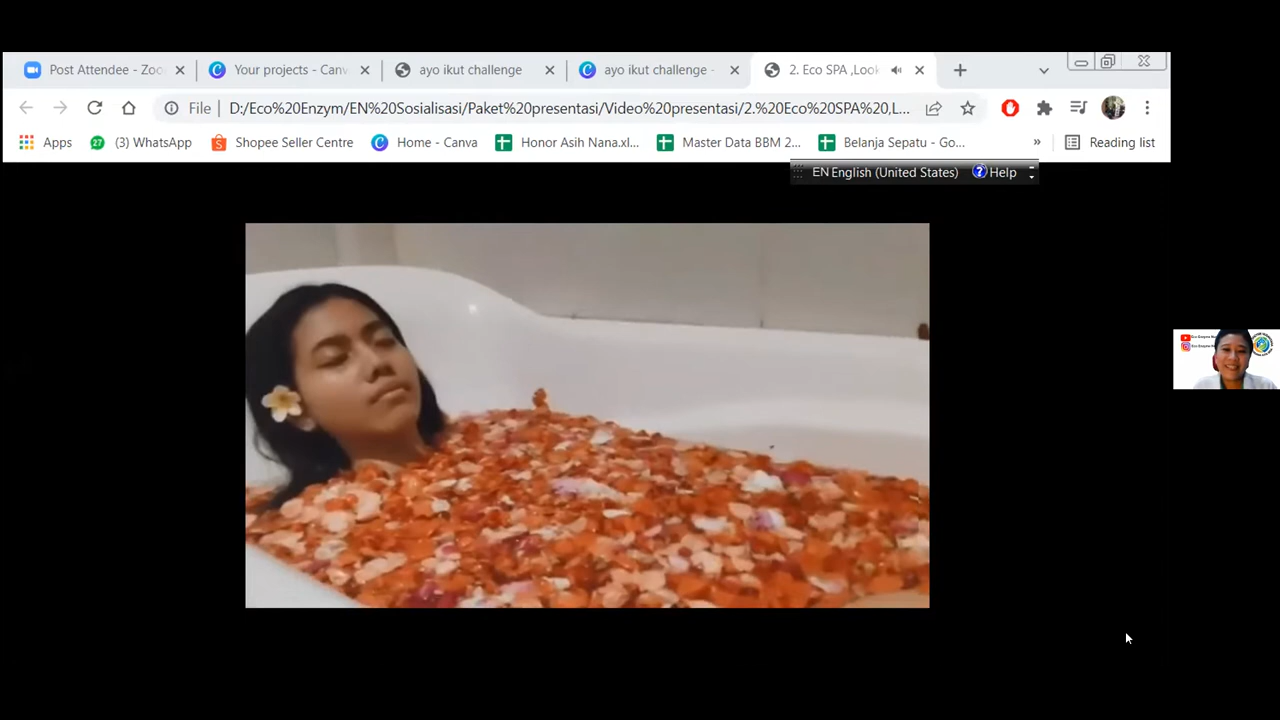 Post Attendee - Zoo
Your projects - Canv
ayo ikut challenge
ayo ikut challenge -
2. Eco SPA ,Look
File
D:/Eco%20Enzym/EN%20Sosialisasi/Paket%20presentasi/Video%20presentasi/2.%20Eco%20SPA%20,L...
Apps
(3) WhatsApp
Shopee Seller Centre
Home - Canva
Honor Asih Nana.xl...
Master Data BBM 2...
Belanja Sepatu - Go...
»
Reading list
EN English (United States)
Help